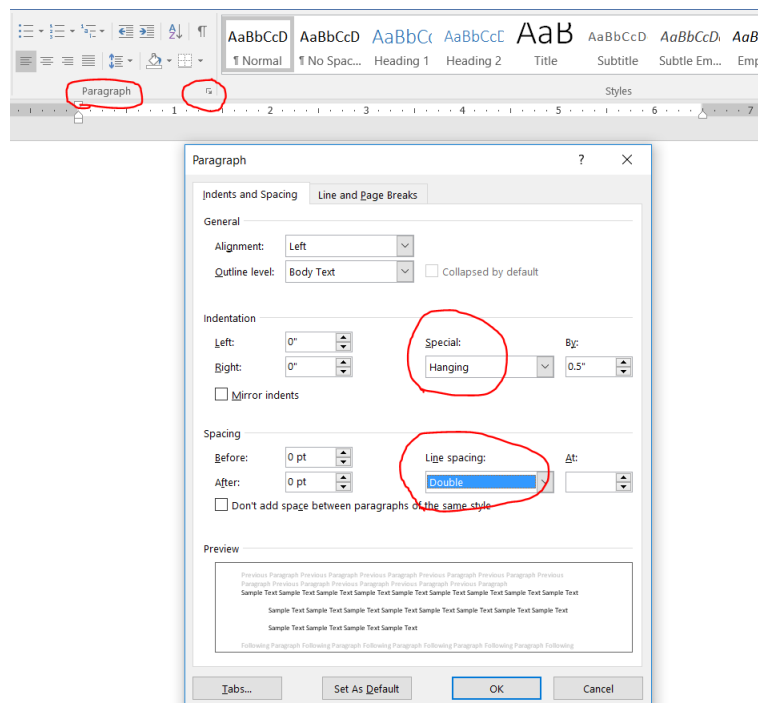 AaBbCcD AaBbCcD AaBbC AaBbCcC AaB AaBbCcD AaBbCcD AaB
¶ Normal ¶ No Spac... Heading 1 Heading 2 Title Subtitle Subtle Em... Emp
Paragraph Styles
1 2 3 4 5 6 7
Paragraph ? ×
Indents and Spacing Line and Page Breaks
General
Alignment: Left
Outline level: Body Text Collapsed by default
Indentation
Left: 0" Special: By:
Right: 0" Hanging 0.5"
Mirror indents
Spacing
Before: 0 pt Line spacing: At:
After: 0 pt Double
Don't add space between paragraphs of the same style
Preview
Previous Paragraph Previous Paragraph Previous Paragraph Previous Paragraph Previous Paragraph Previous
Paragraph Previous Paragraph Previous Paragraph Previous Paragraph Previous Paragraph
Sample Text Sample Text Sample Text Sample Text Sample Text Sample Text Sample Text Sample Text Sample Text
Sample Text Sample Text Sample Text Sample Text Sample Text Sample Text Sample Text Sample Text
Sample Text Sample Text Sample Text Sample Text
Following Paragraph Following Paragraph Following Paragraph Following Paragraph Following Paragraph Following
Tabs... Set As Default OK Cancel